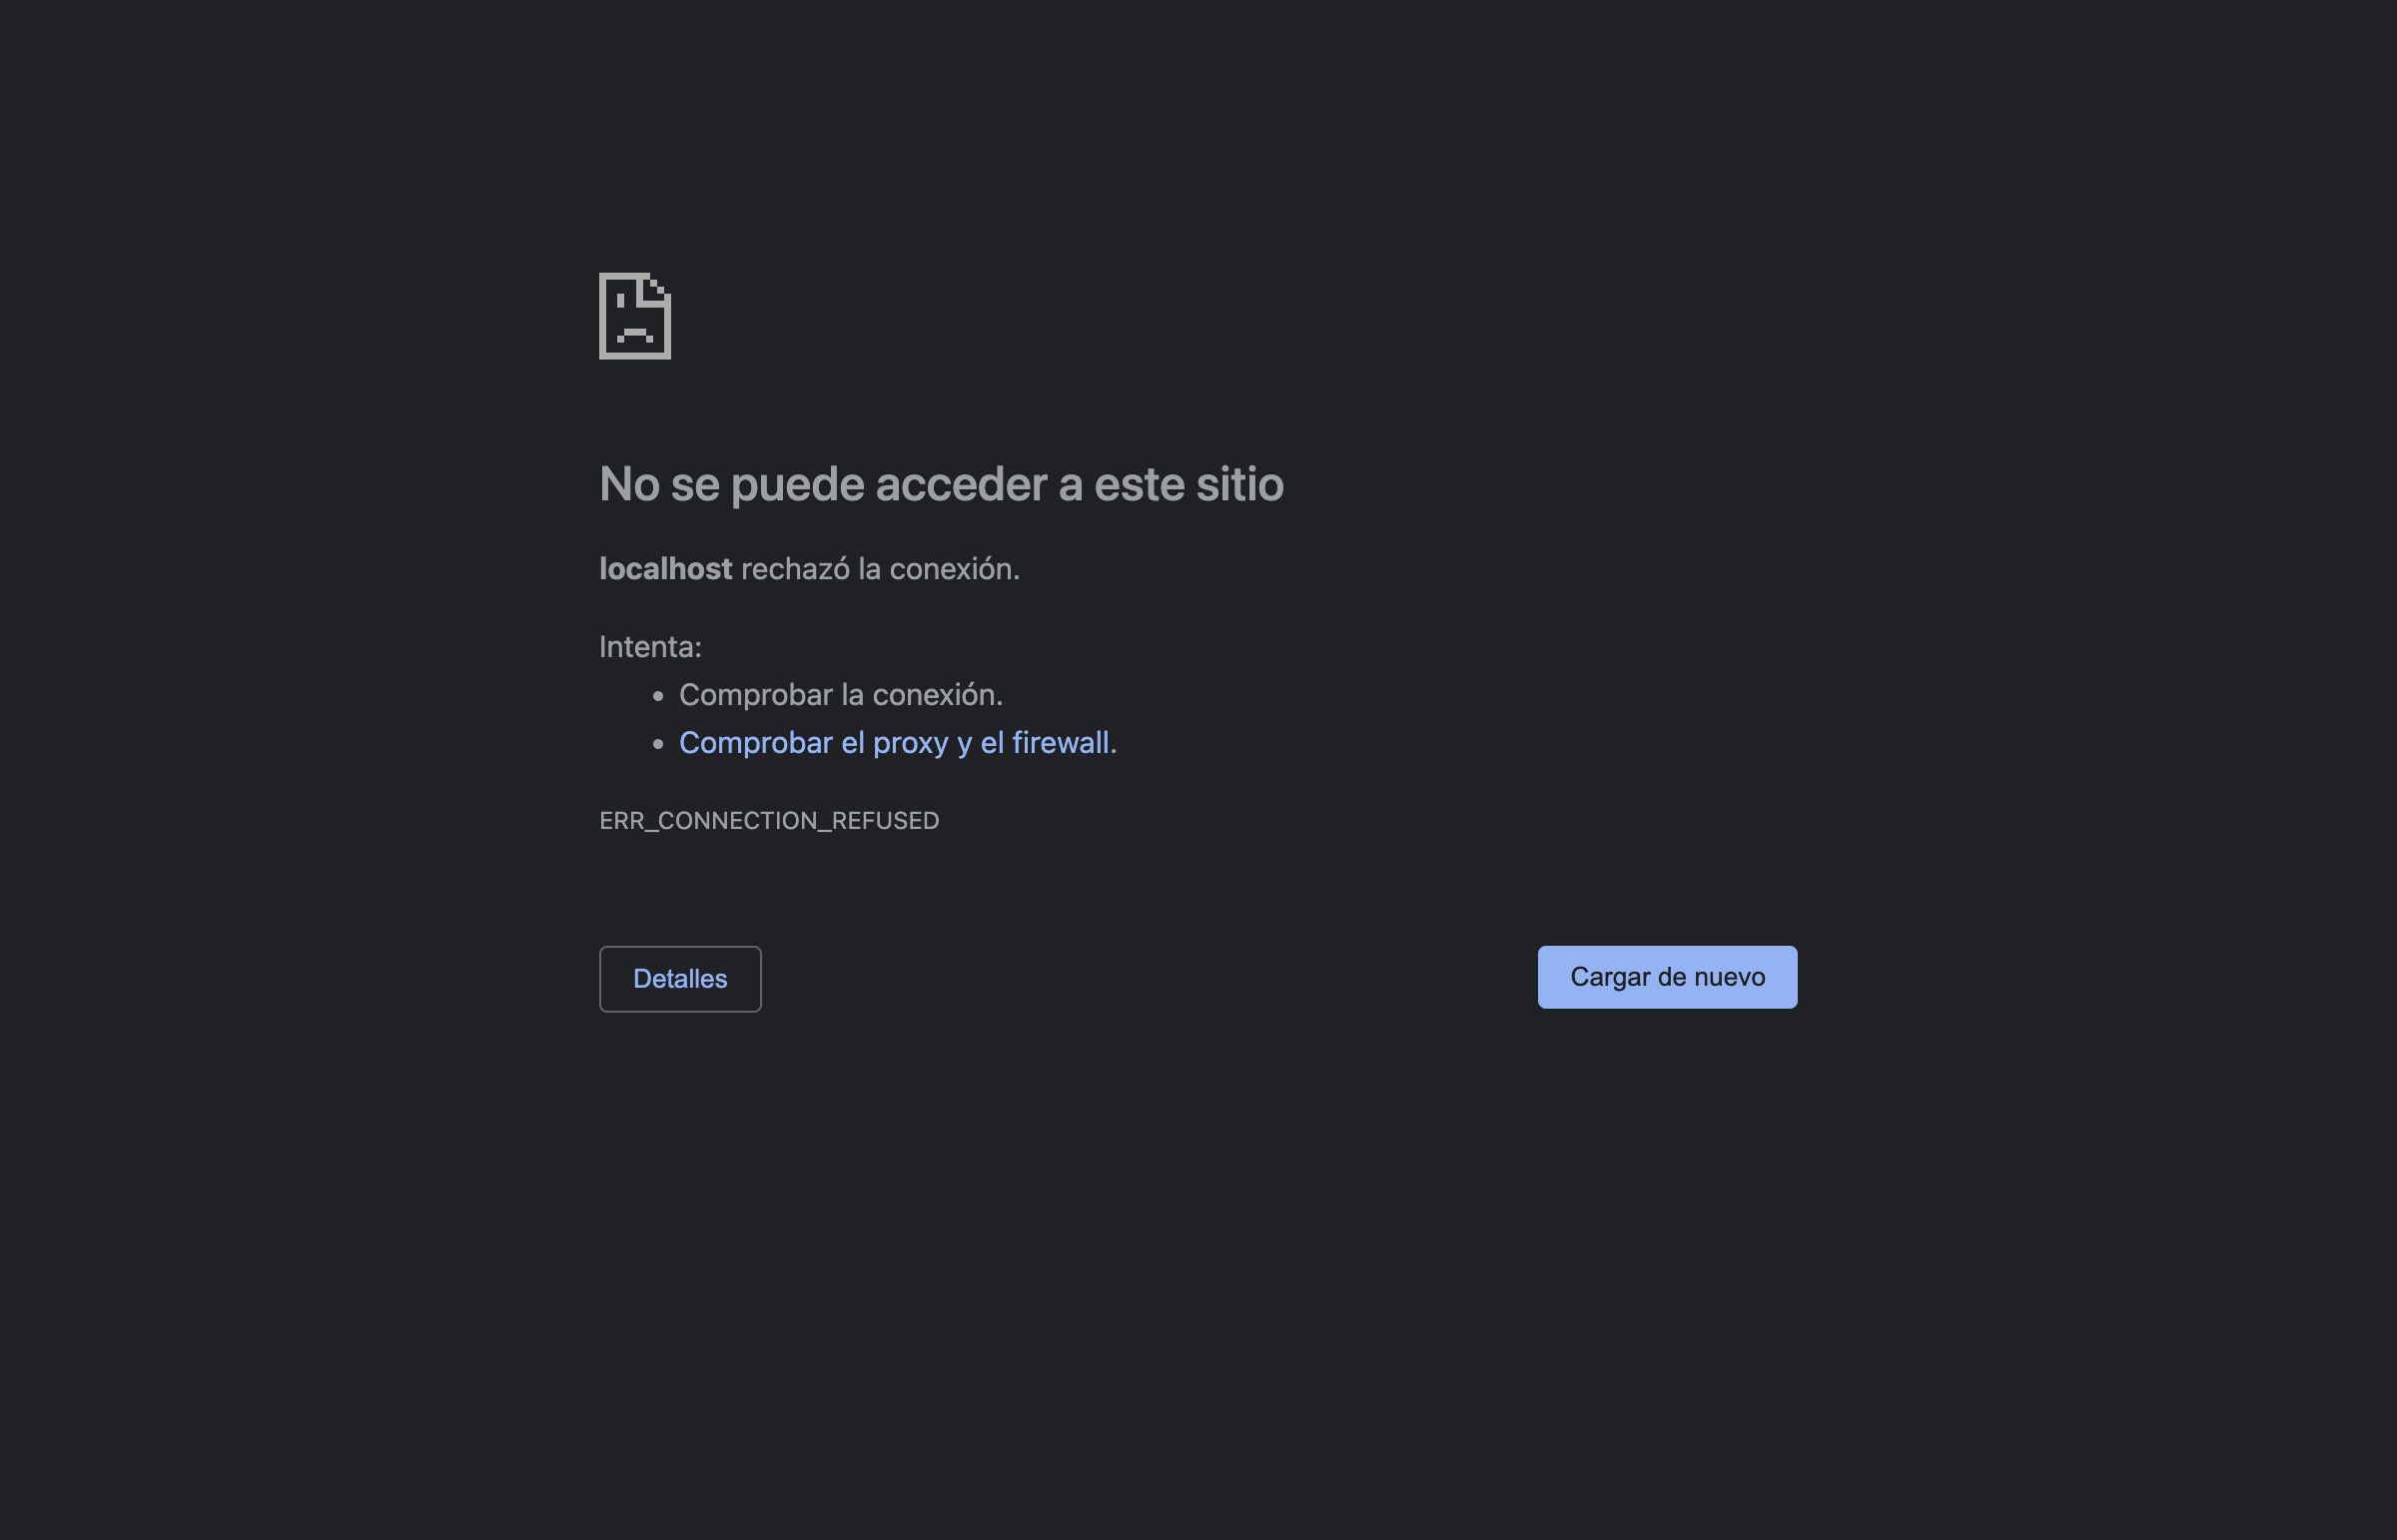 No se puede acceder a este sitio
localhost rechazó la conexión.
Intenta:
• Comprobar la conexión.
• Comprobar el proxy y el firewall.
ERR_CONNECTION_REFUSED
Detalles
Cargar de nuevo